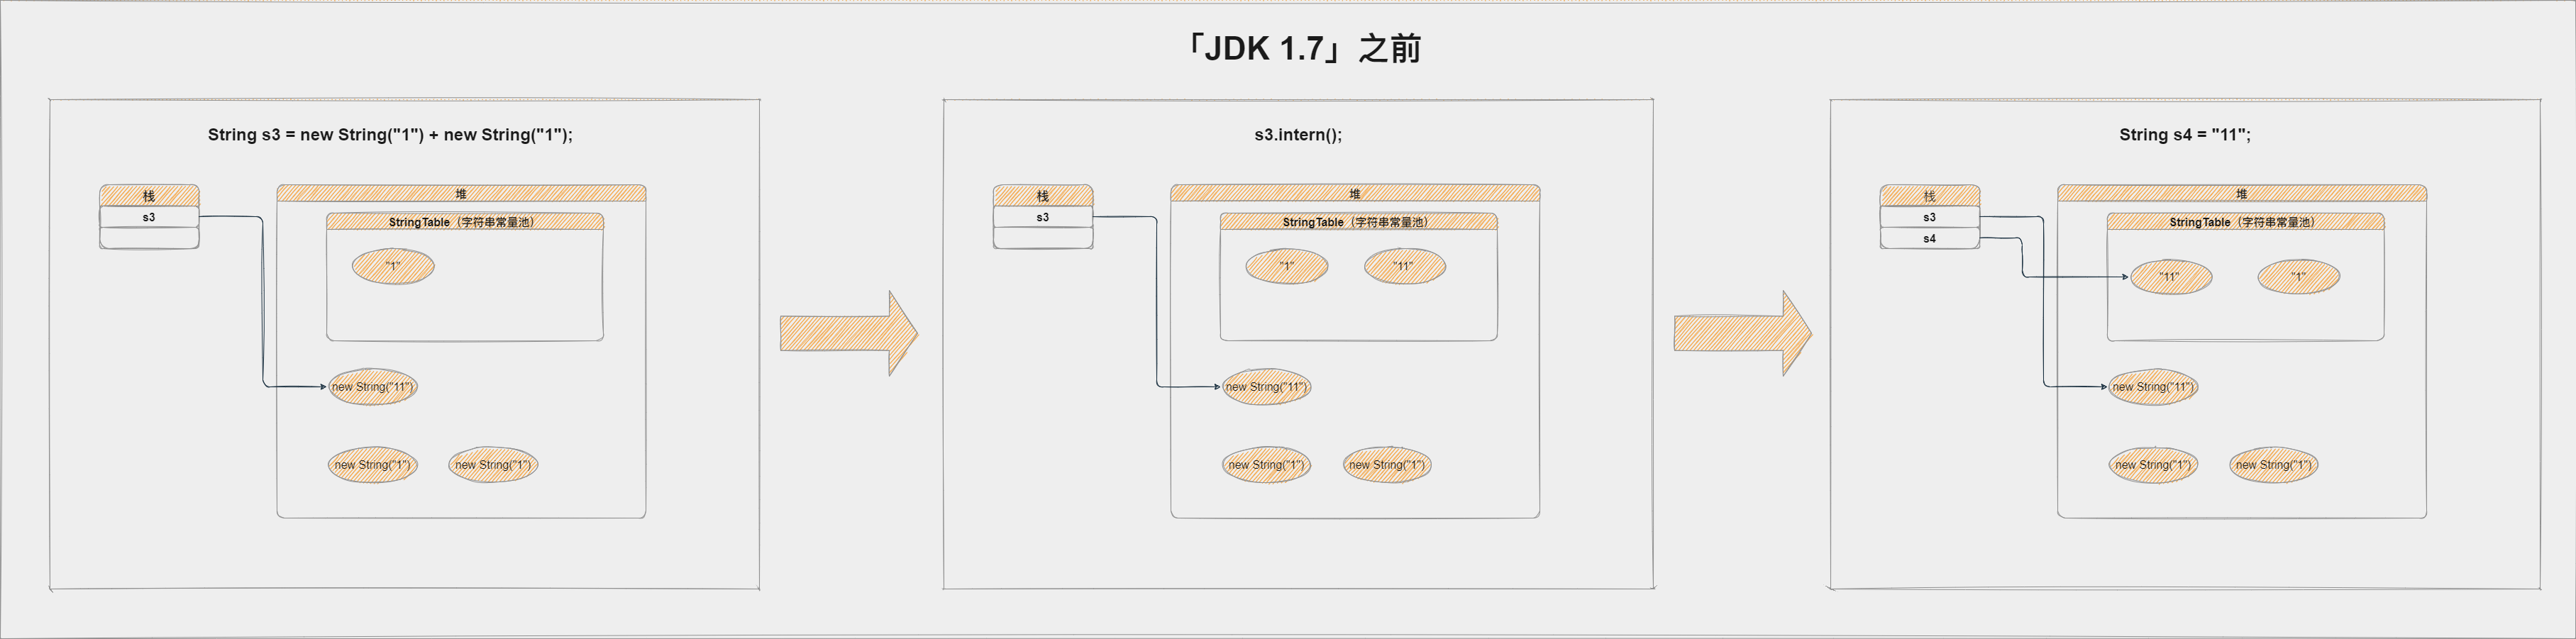 「JDK 1.7」之前
String s3 = new String("1") + new String("1");
栈
s3
堆
StringTable（字符串常量池）
"1"
new String("11")
new String("1")
new String("1")
s3.intern();
栈
s3
堆
StringTable（字符串常量池）
"1"
"11"
new String("11")
new String("1")
new String("1")
String s4 = "11";
栈
s3
s4
堆
StringTable（字符串常量池）
"11"
"1"
new String("11")
new String("1")
new String("1")